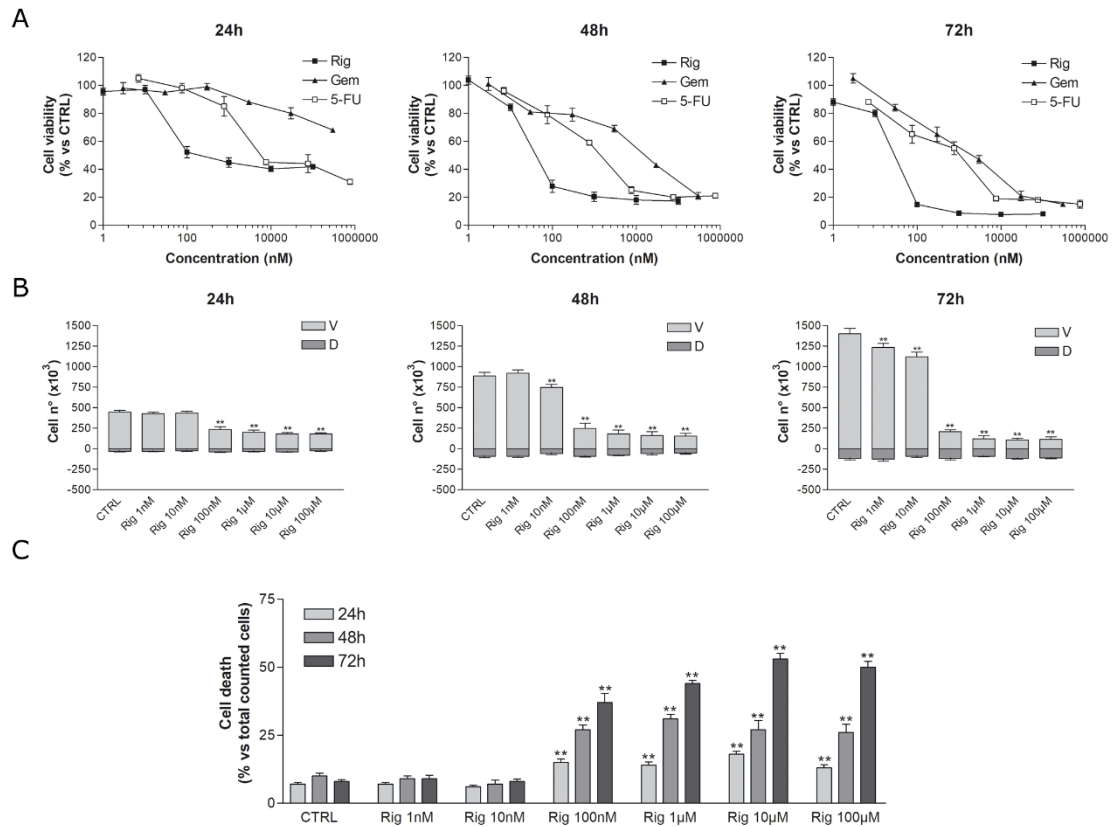 A
24h
48h
72h
120
100
80
60
40
20
0
Cell viability
(% vs CTRL)
Rig
Gem
5-FU
1
100
10000
1000000
Concentration (nM)
120
100
80
60
40
20
0
Cell viability
(% vs CTRL)
Rig
Gem
5-FU
1
100
10000
1000000
Concentration (nM)
120
100
80
60
40
20
0
Cell viability
(% vs CTRL)
Rig
Gem
5-FU
1
100
10000
1000000
Concentration (nM)
B
24h
48h
72h
1500
1250
1000
750
500
250
0
-250
-500
Cell n° (x10³)
V
D
** ** ** **
CTRL
Rig 1nM
Rig 10nM
Rig 100nM
Rig 1µM
Rig 10µM
Rig 100µM
1500
1250
1000
750
500
250
0
-250
-500
Cell n° (x10³)
V
D
** ** ** ** **
CTRL
Rig 1nM
Rig 10nM
Rig 100nM
Rig 1µM
Rig 10µM
Rig 100µM
1500
1250
1000
750
500
250
0
-250
-500
Cell n° (x10³)
V
D
** ** ** ** ** **
CTRL
Rig 1nM
Rig 10nM
Rig 100nM
Rig 1µM
Rig 10µM
Rig 100µM
C
75
50
25
0
Cell death
(% vs total counted cells)
24h
48h
72h
** ** ** ** ** ** ** ** ** ** ** **
CTRL Rig 1nM Rig 10nM Rig 100nM Rig 1µM Rig 10µM Rig 100µM